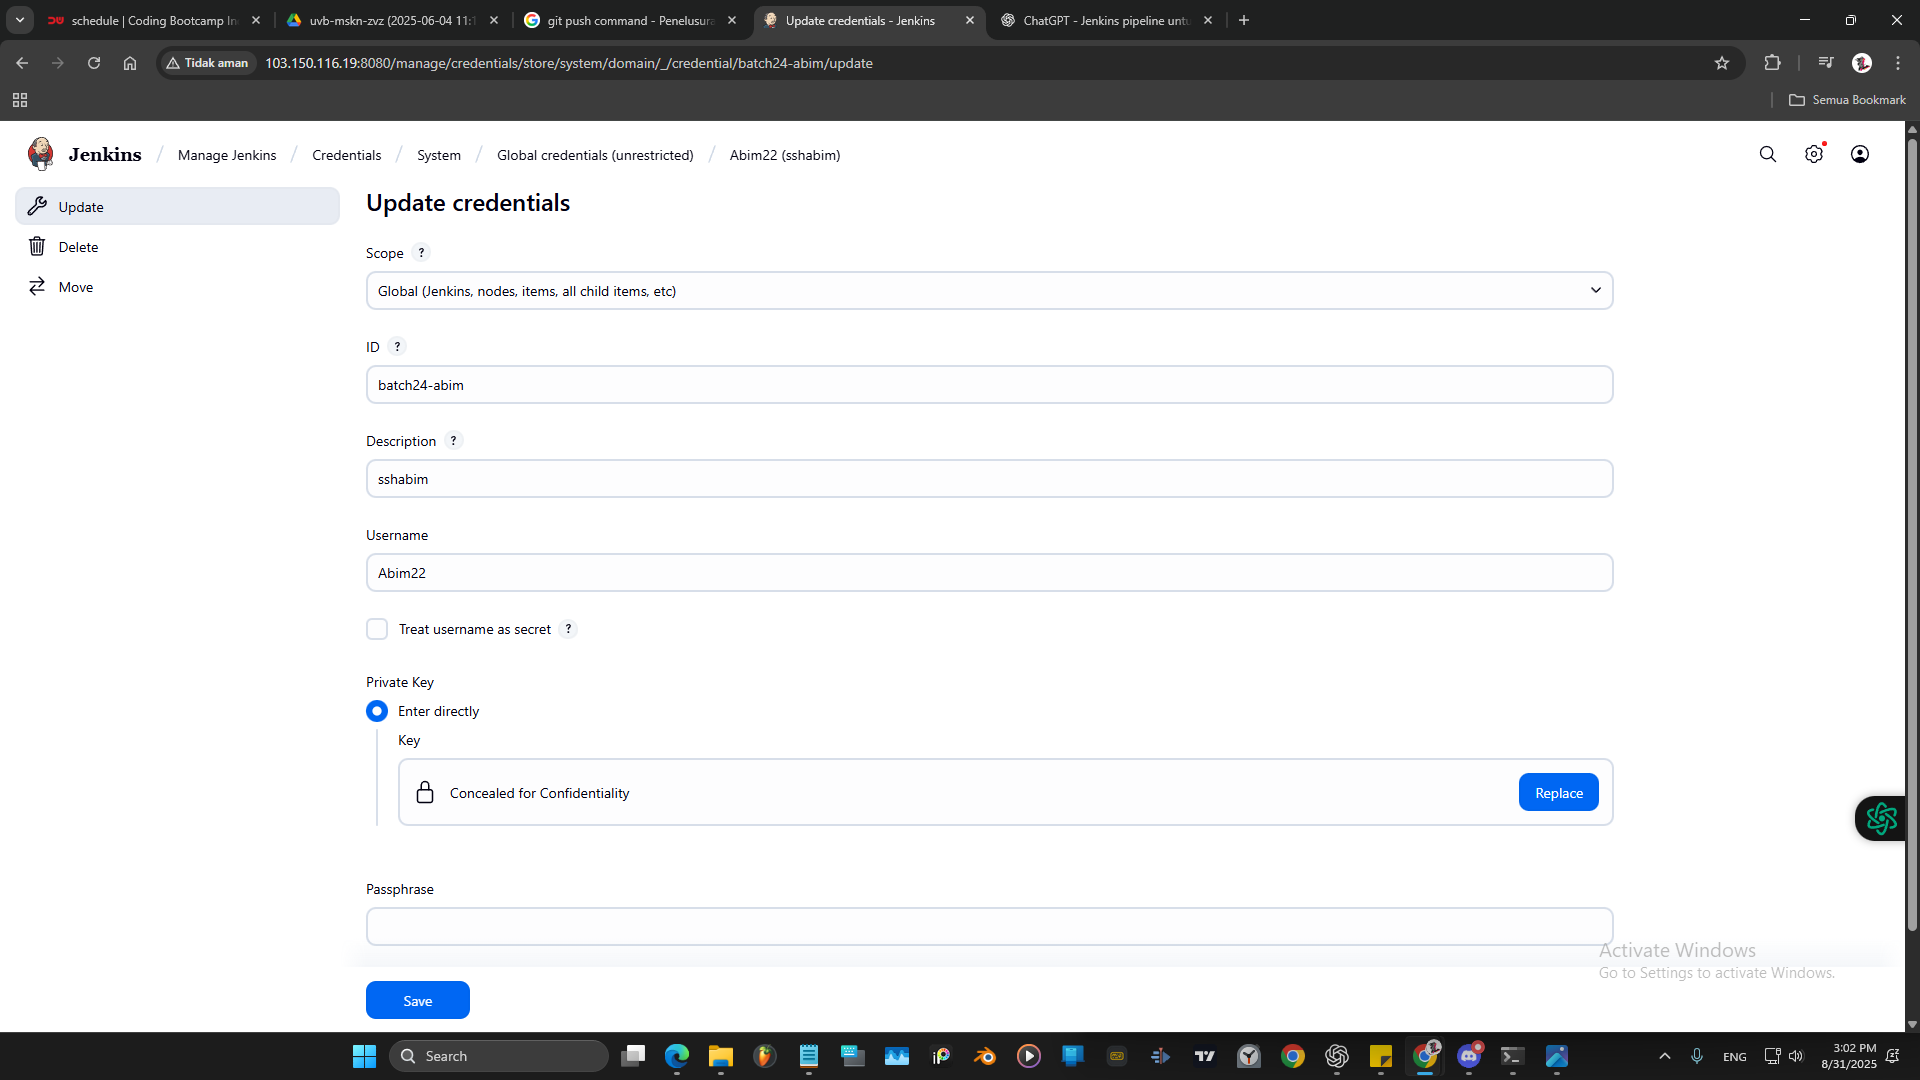 schedule | Coding Bootcamp In
uvb-mskn-zvz (2025-06-04 11:1
git push command - Penelusura
Update credentials - Jenkins
ChatGPT - Jenkins pipeline untu
Tidak aman
103.150.116.19:8080/manage/credentials/store/system/domain/_/credential/batch24-abim/update
Semua Bookmark
Jenkins / Manage Jenkins / Credentials / System / Global credentials (unrestricted) / Abim22 (sshabim)
Update
Delete
Move
Update credentials
Scope ?
Global (Jenkins, nodes, items, all child items, etc)
ID ?
batch24-abim
Description ?
sshabim
Username
Abim22
Treat username as secret ?
Private Key
Enter directly
Key
Concealed for Confidentiality
Replace
Passphrase
Save
Activate Windows
Go to Settings to activate Windows.
Search
ENG
3:02 PM
8/31/2025